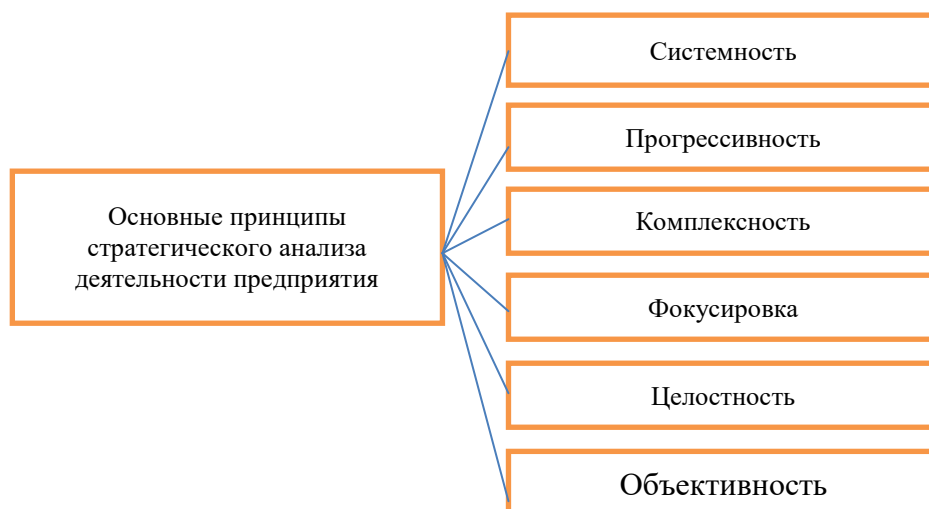 Основные принципы
стратегического анализа
деятельности предприятия
Системность
Прогрессивность
Комплексность
Фокусировка
Целостность
Объективность